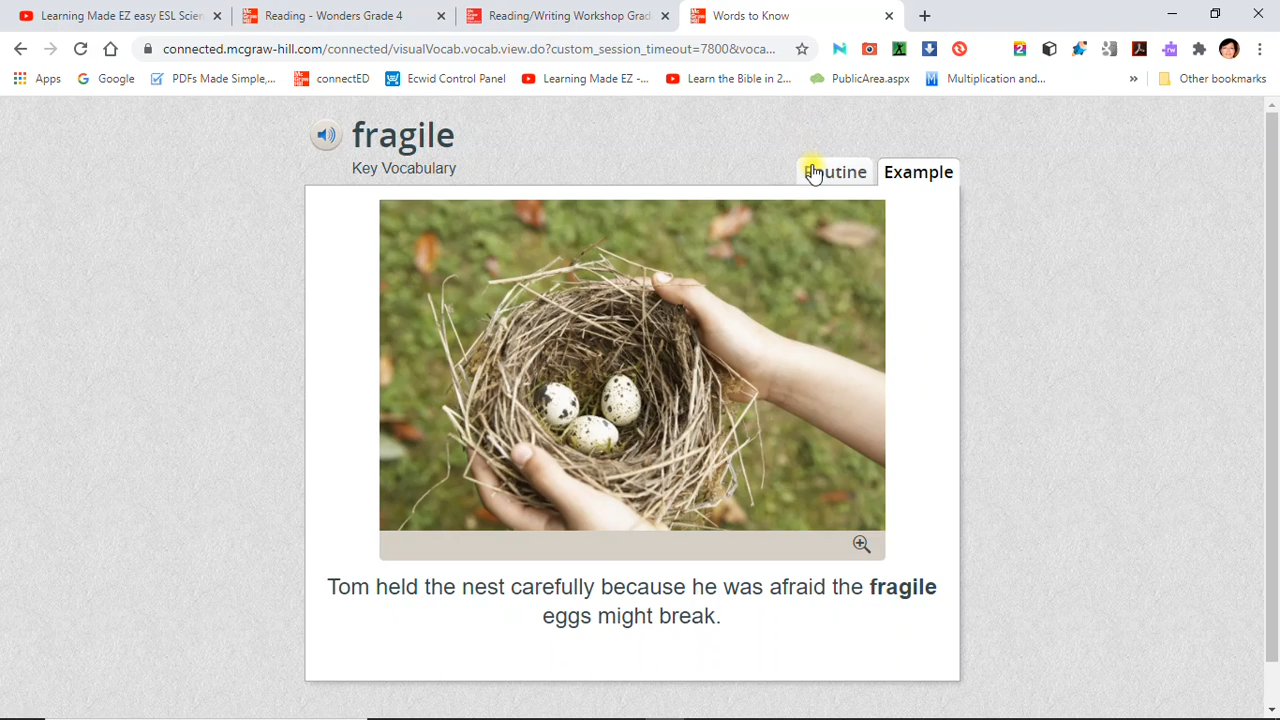 Learning Made EZ easy ESL Scie
Reading - Wonders Grade 4
Reading/Writing Workshop Grad
Words to Know
connected.mcgraw-hill.com/connected/visualVocab.vocab.view.do?custom_session_timeout=7800&voca...
Apps
Google
PDFs Made Simple,...
connectED
Ecwid Control Panel
Learning Made EZ -...
Learn the Bible in 2...
PublicArea.aspx
Multiplication and...
»
Other bookmarks
fragile
Key Vocabulary
Example
Tom held the nest carefully because he was afraid the fragile
eggs might break.